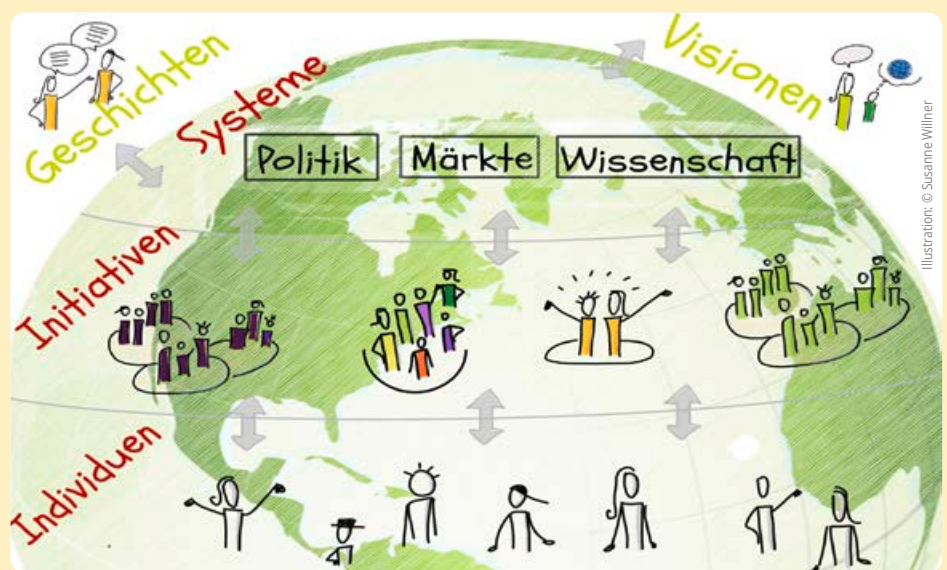 Geschichten
Systeme
Visionen
Politik
Märkte
Wissenschaft
Initiativen
Individuen
Illustration: © Susanne Willner